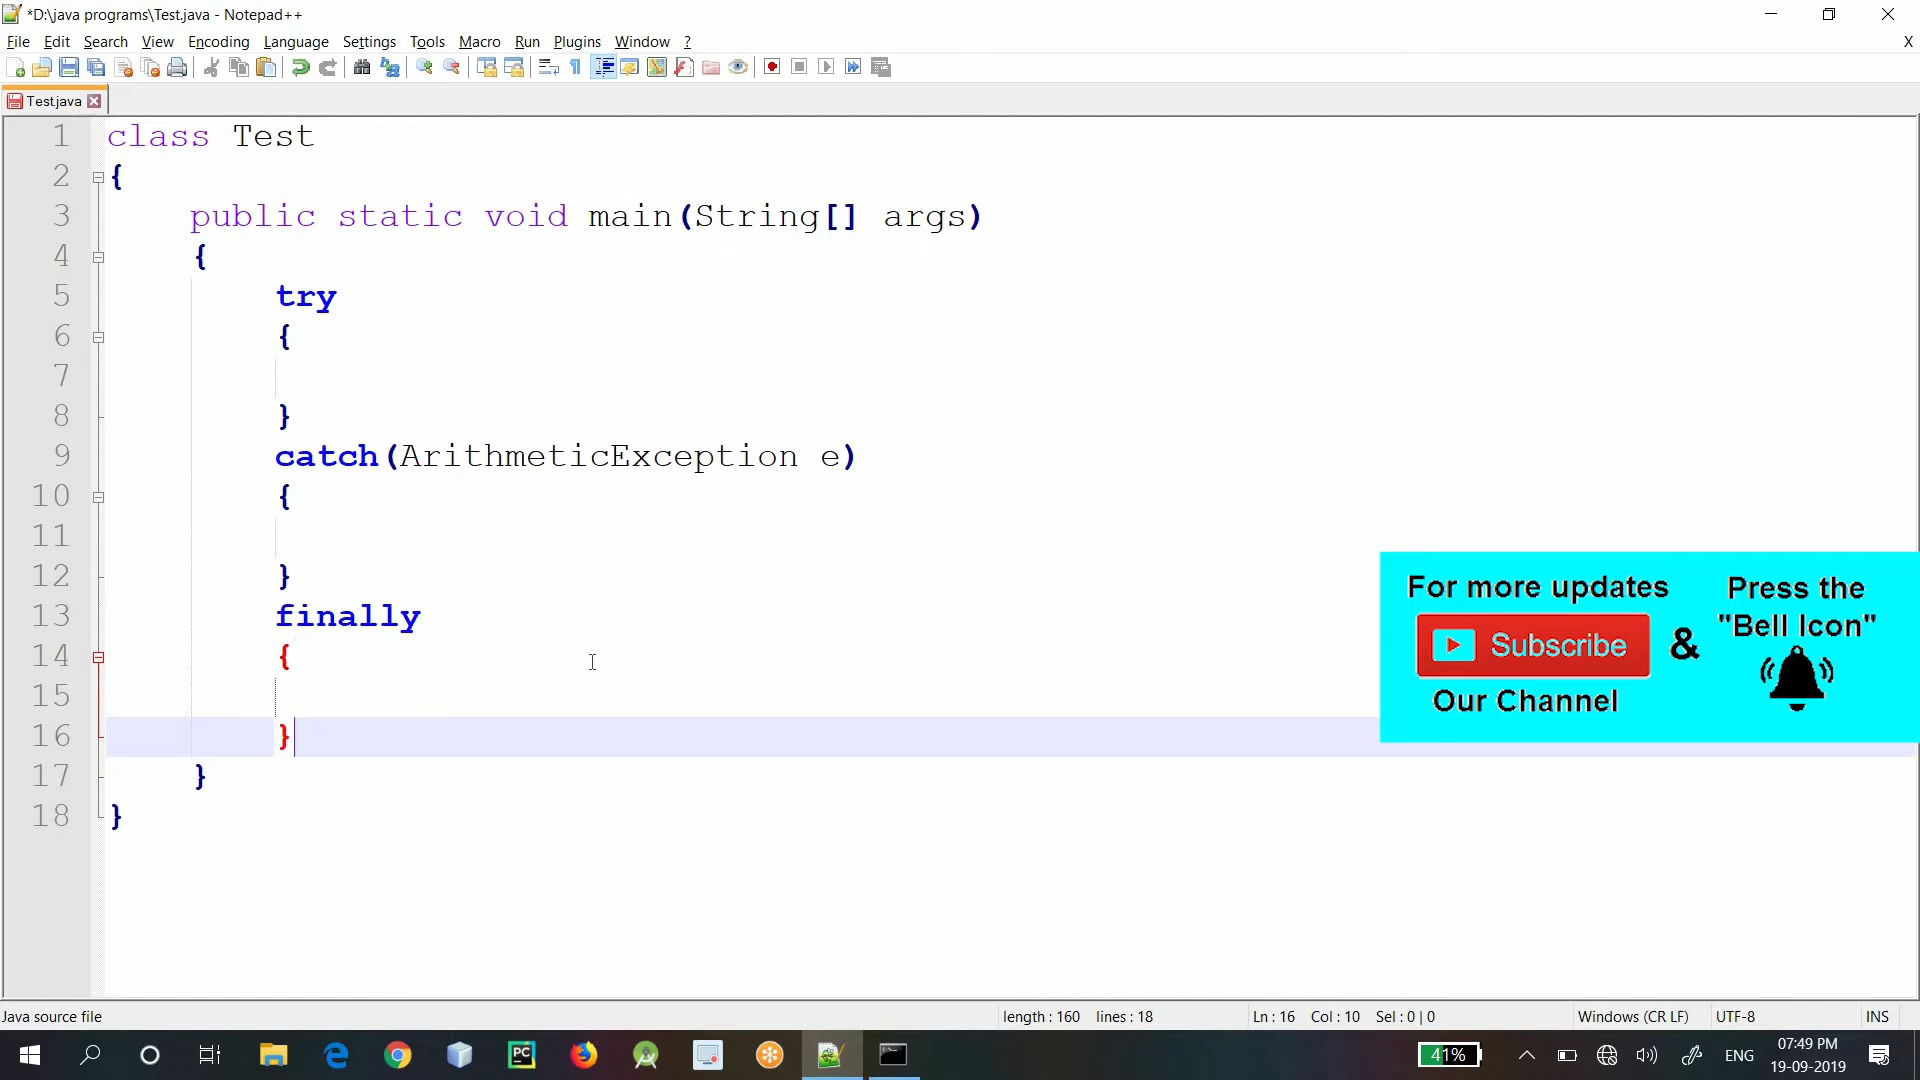 *D:\java programs\Test.java - Notepad++
File Edit Search View Encoding Language Settings Tools Macro Run Plugins Window ? X
Test.java
1 class Test
2 {
3 public static void main(String[] args)
4 {
5 try
6 {
7
8 }
9 catch(ArithmeticException e)
10 {
11
12 }
13 finally
14 {
15
16 }
17 }
18 }
For more updates
Subscribe
Our Channel
&
Press the
"Bell Icon"
Java source file length : 160 lines : 18 Ln : 16 Col : 10 Sel : 0 | 0 Windows (CR LF) UTF-8 INS
PC 41% ENG 07:49 PM
19-09-2019